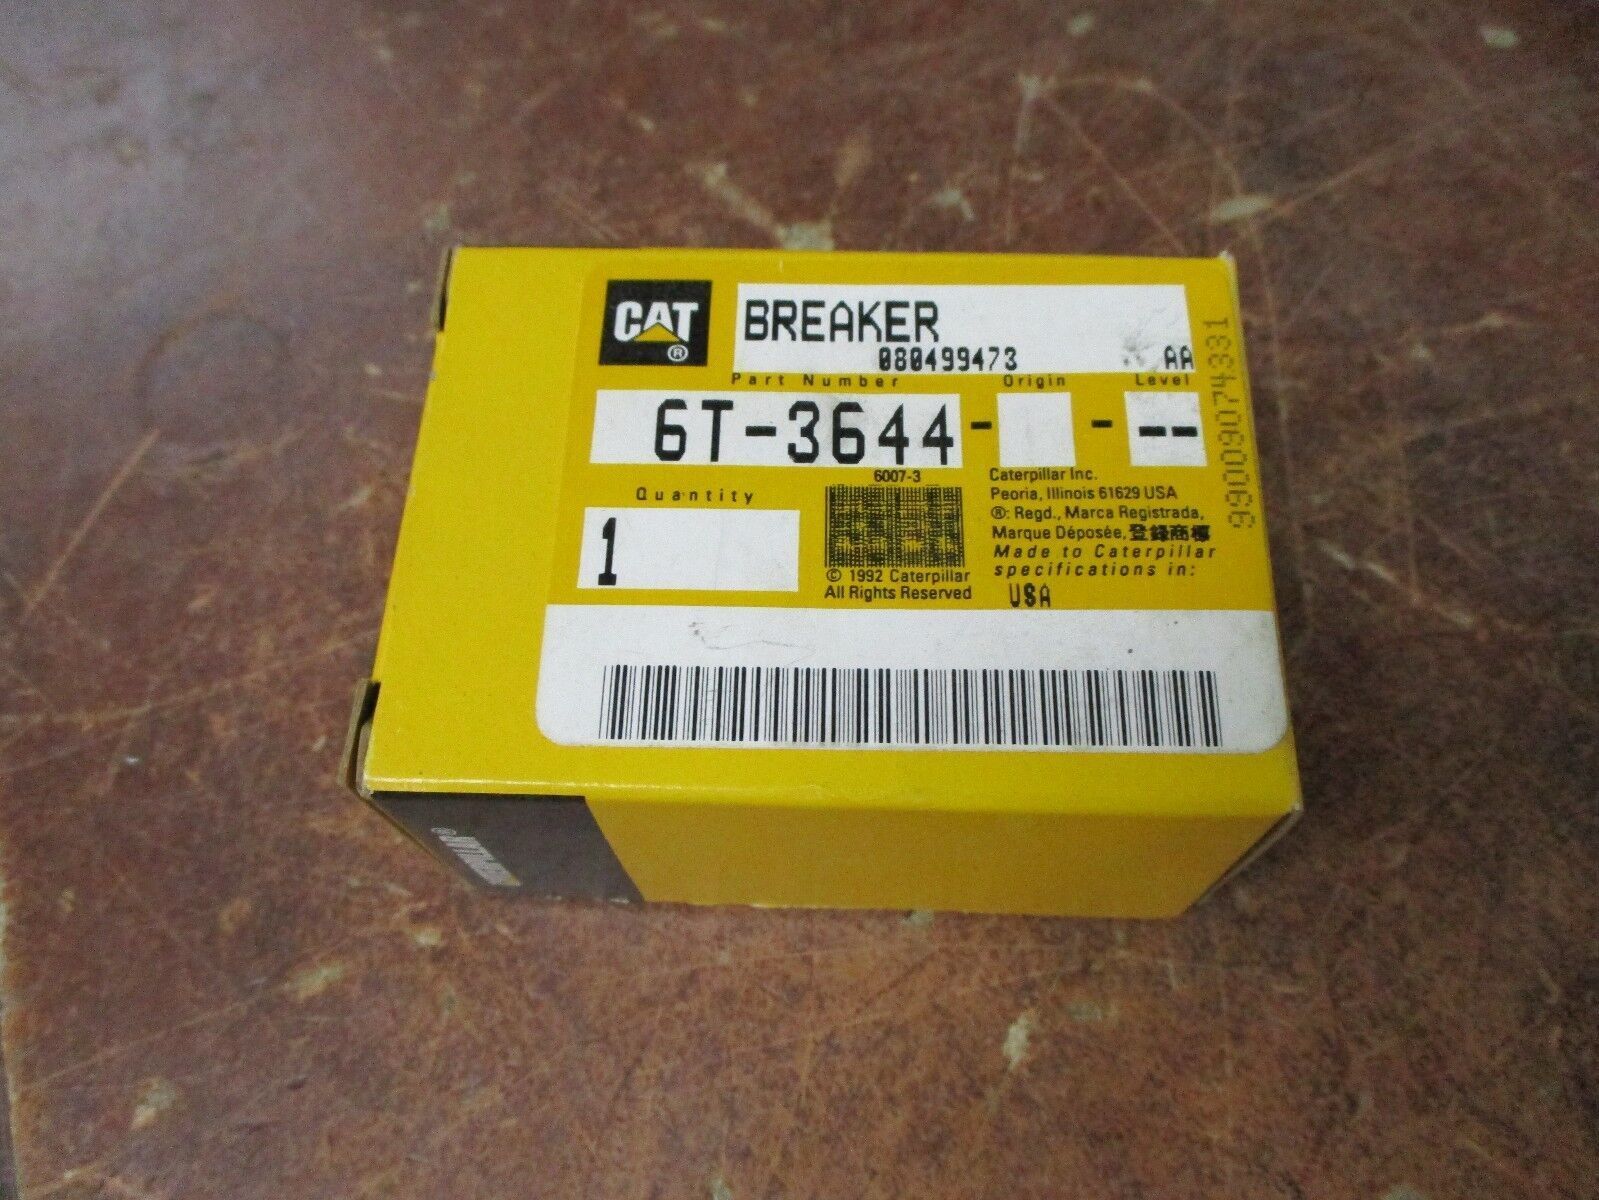 CAT
®
BREAKER
080499473 AA
Part Number Origin Level
6T-3644- - --
6007-3
Quantity
1
© 1992 Caterpillar
All Rights Reserved
Caterpillar Inc.
Peoria, Illinois 61629 USA
®: Regd., Marca Registrada,
Marque Déposée, 登録商標
Made to Caterpillar
specifications in:
USA